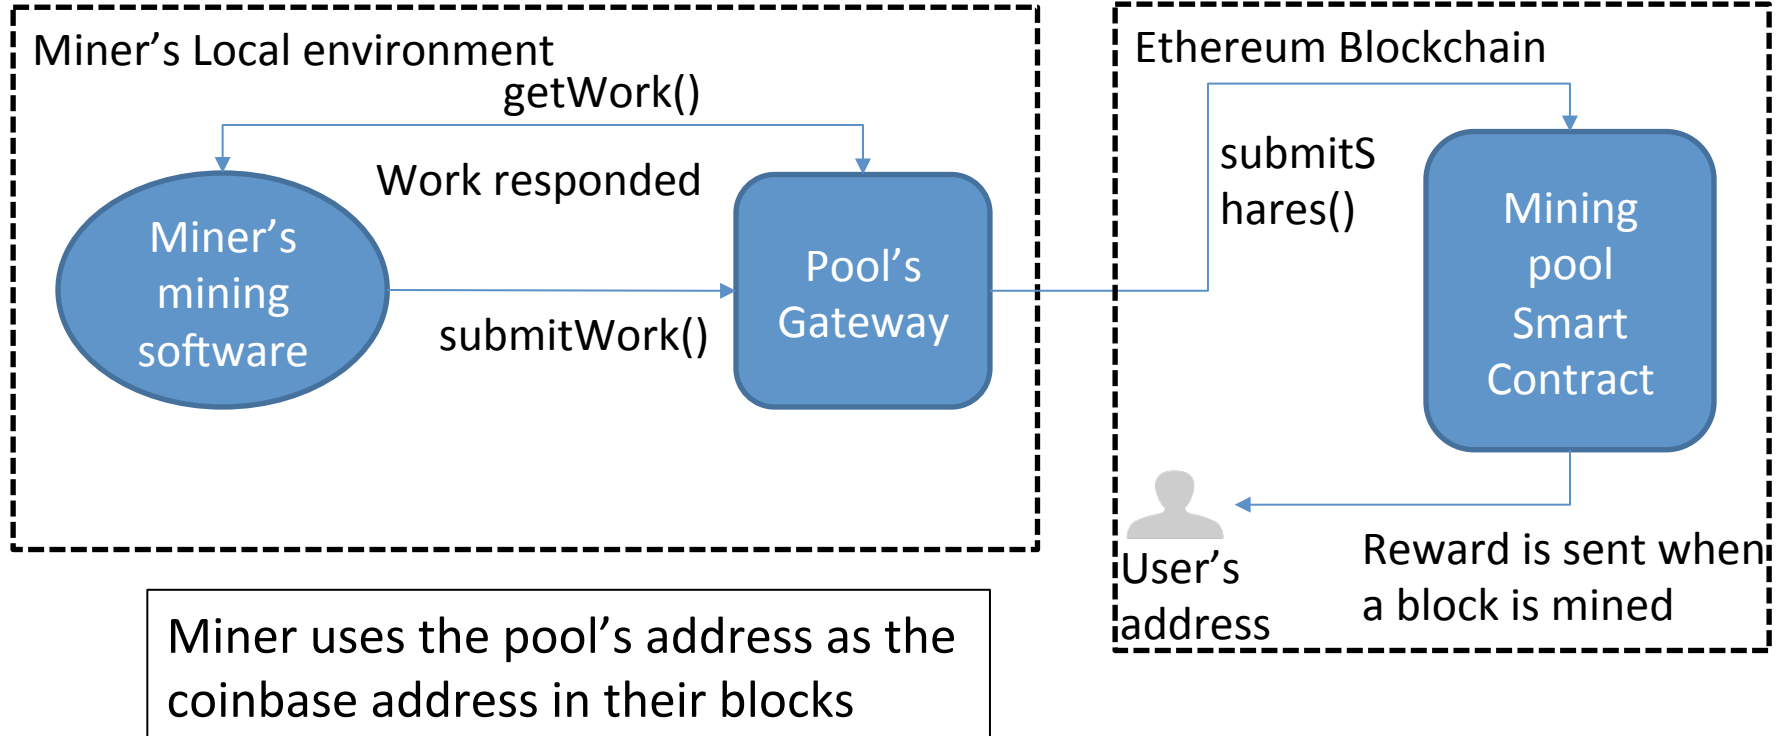 Miner’s Local environment
getWork()
Work responded
Miner’s
mining
software
submitWork()
Pool’s
Gateway
Ethereum Blockchain
submitS
hares()
Mining
pool
Smart
Contract
User’s
address
Reward is sent when
a block is mined
Miner uses the pool’s address as the
coinbase address in their blocks